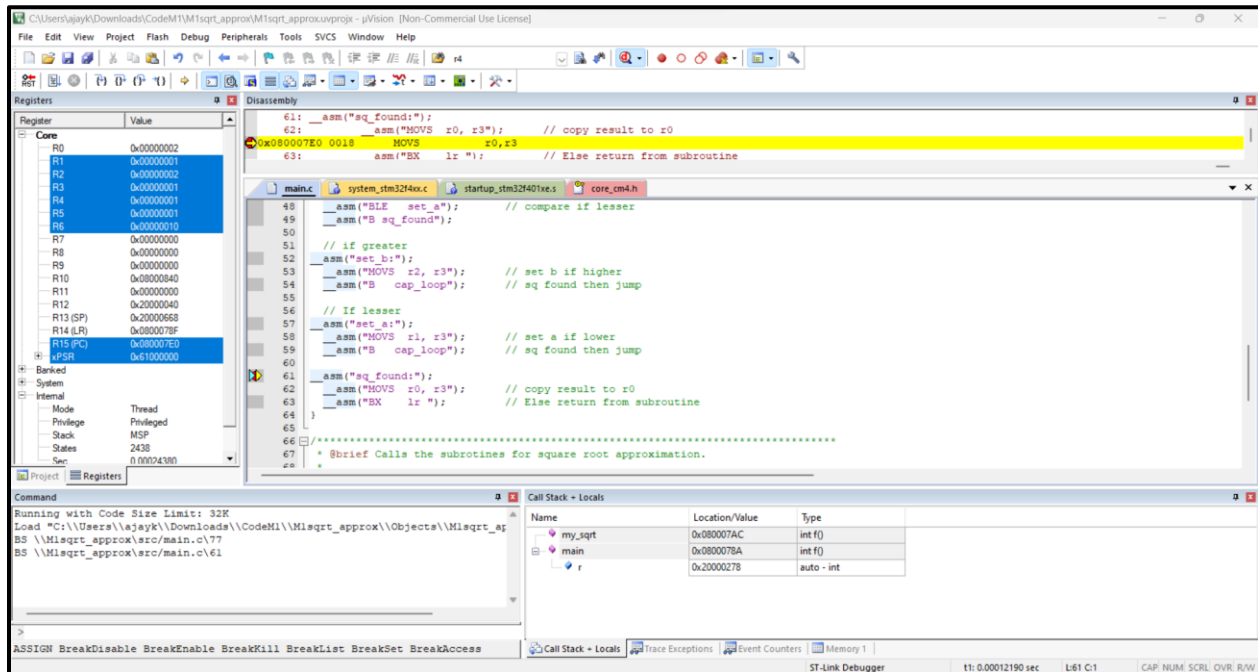 C:\Users\ajayk\Downloads\CodeM1\M1sqrt_approx\M1sqrt_approx.uvprojx - µVision [Non-Commercial Use License]
File Edit View Project Flash Debug Peripherals Tools SVCS Window Help
r4
RST
Registers
Register Value
Core
R0 0x00000002
R1 0x00000001
R2 0x00000002
R3 0x00000001
R4 0x00000001
R5 0x00000001
R6 0x00000010
R7 0x00000000
R8 0x00000000
R9 0x00000000
R10 0x08000840
R11 0x00000000
R12 0x20000040
R13 (SP) 0x20000668
R14 (LR) 0x0800078F
R15 (PC) 0x080007E0
xPSR 0x61000000
Banked
System
Internal
Mode Thread
Privilege Privileged
Stack MSP
States 2438
Sec 0.00024380
Project Registers
Disassembly
61: __asm("sq_found:");
62: __asm("MOVS r0, r3"); // copy result to r0
0x080007E0 0018 MOVS r0,r3
63: asm("BX lr "); // Else return from subroutine
main.c system_stm32f4xx.c startup_stm32f401xe.s core_cm4.h
48 __asm("BLE set_a"); // compare if lesser
49 __asm("B sq_found");
50
51 // if greater
52 __asm("set_b:");
53 __asm("MOVS r2, r3"); // set b if higher
54 __asm("B cap_loop"); // sq found then jump
55
56 // If lesser
57 __asm("set_a:");
58 __asm("MOVS r1, r3"); // set a if lower
59 __asm("B cap_loop"); // sq found then jump
60
61 __asm("sq_found:");
62 __asm("MOVS r0, r3"); // copy result to r0
63 __asm("BX lr "); // Else return from subroutine
64 }
65
66 /*******************************************************************************
67 * @brief Calls the subrotines for square root approximation.
68 *
Command
Running with Code Size Limit: 32K
Load "C:\\Users\\ajayk\\Downloads\\CodeM1\\M1sqrt_approx\\Objects\\M1sqrt_ap
BS \\M1sqrt_approx\src/main.c\77
BS \\M1sqrt_approx\src/main.c\61
>
ASSIGN BreakDisable BreakEnable BreakKill BreakList BreakSet BreakAccess
Call Stack + Locals
Name Location/Value Type
my_sqrt 0x080007AC int f()
main 0x0800078A int f()
r 0x20000278 auto - int
Call Stack + Locals Trace Exceptions Event Counters Memory 1
ST-Link Debugger t1: 0.00012190 sec L:61 C:1 CAP NUM SCRL OVR R/W